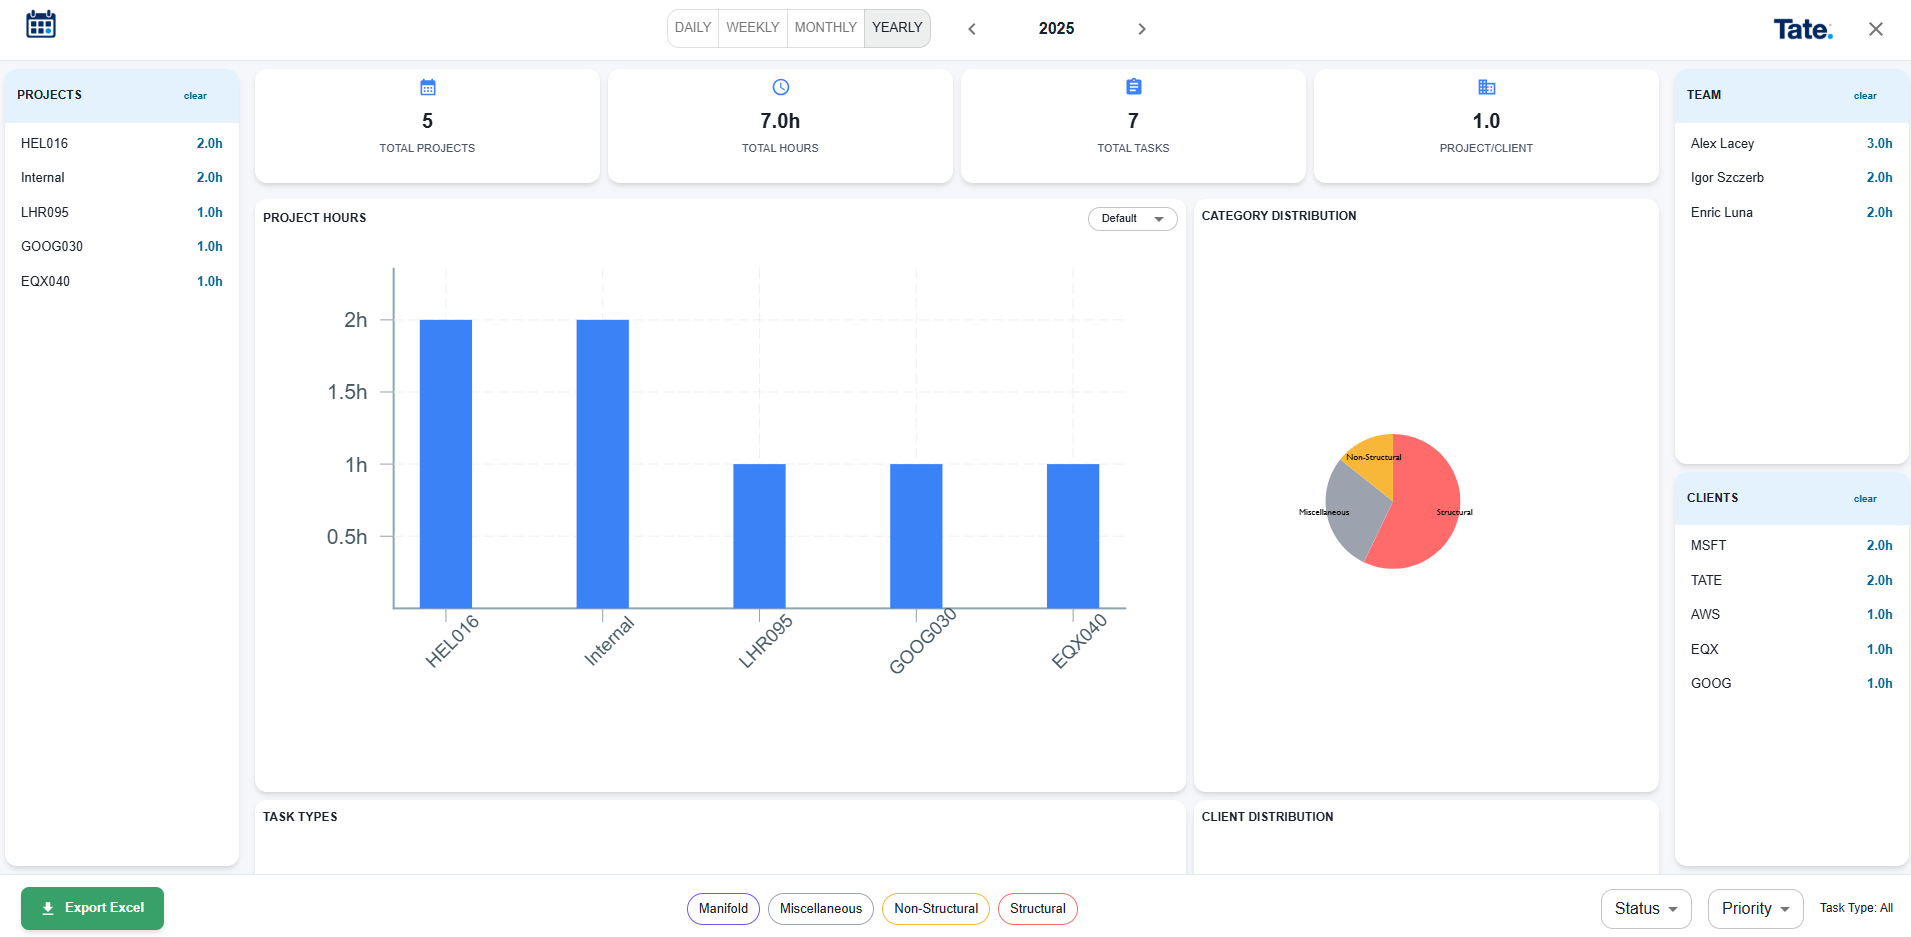 DAILY WEEKLY MONTHLY YEARLY 2025 Tate.
PROJECTS clear
HEL016 2.0h
Internal 2.0h
LHR095 1.0h
GOOG030 1.0h
EQX040 1.0h
5
TOTAL PROJECTS
7.0h
TOTAL HOURS
7
TOTAL TASKS
1.0
PROJECT/CLIENT
PROJECT HOURS Default
2h
1.5h
1h
0.5h
HEL016 Internal LHR095 GOOG030 EQX040
CATEGORY DISTRIBUTION
Non-Structural
Miscellaneous Structural
TASK TYPES
CLIENT DISTRIBUTION
TEAM clear
Alex Lacey 3.0h
Igor Szczerb 2.0h
Enric Luna 2.0h
CLIENTS clear
MSFT 2.0h
TATE 2.0h
AWS 1.0h
EQX 1.0h
GOOG 1.0h
Export Excel Manifold Miscellaneous Non-Structural Structural Status Priority Task Type: All